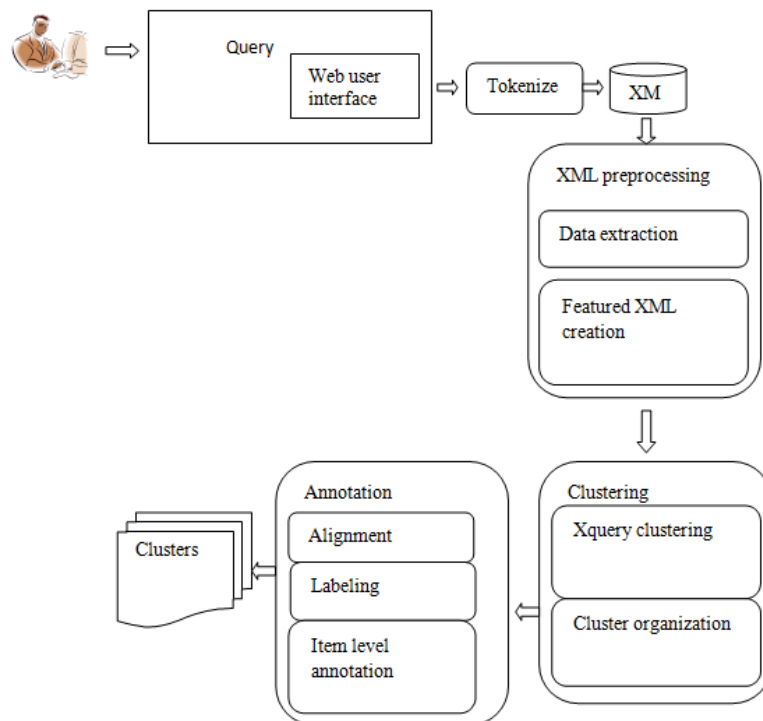 Query
Web user
interface
Tokenize
XM
XML preprocessing
Data extraction
Featured XML
creation
Clustering
Xquery clustering
Cluster organization
Annotation
Alignment
Labeling
Item level
annotation
Clusters